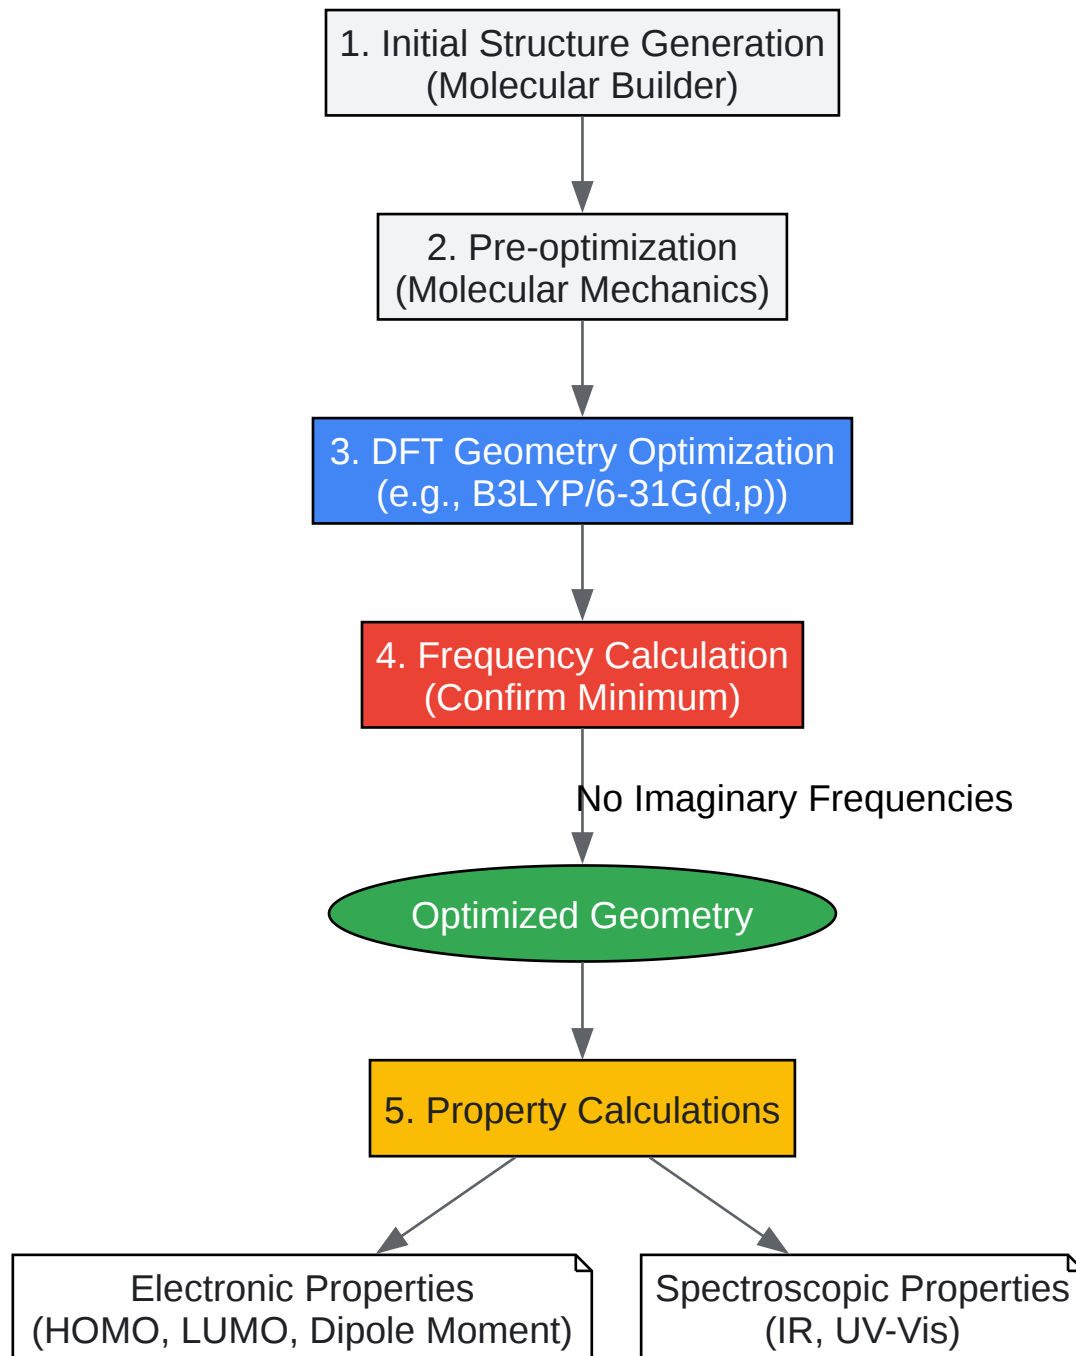 1. Initial Structure Generation
(Molecular Builder)
2. Pre-optimization
(Molecular Mechanics)
3. DFT Geometry Optimization
(e.g., B3LYP/6-31G(d,p))
4. Frequency Calculation
(Confirm Minimum)
No Imaginary Frequencies
Optimized Geometry
5. Property Calculations
Electronic Properties
(HOMO, LUMO, Dipole Moment)
Spectroscopic Properties
(IR, UV-Vis)